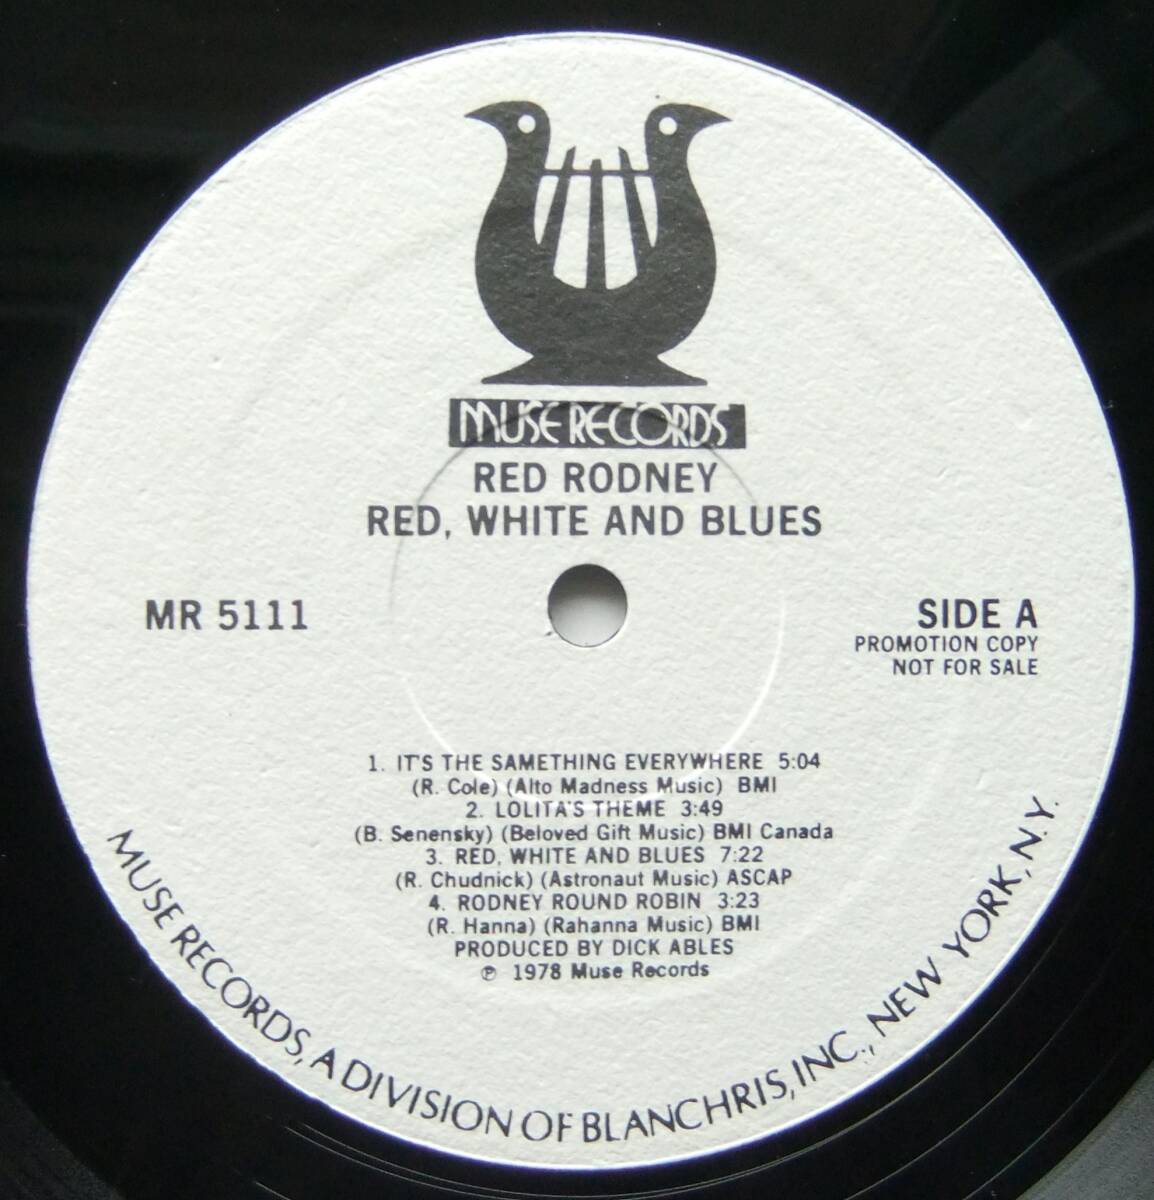 MUSE RECORDS
RED RODNEY
RED, WHITE AND BLUES
MR 5111
SIDE A
PROMOTION COPY
NOT FOR SALE
1. IT'S THE SAMETHING EVERYWHERE 5:04
(R. Cole) (Alto Madness Music) BMI
2. LOLITA'S THEME 3:49
(B. Senensky) (Beloved Gift Music) BMI Canada
3. RED, WHITE AND BLUES 7:22
(R. Chudnick) (Astronaut Music) ASCAP
4. RODNEY ROUND ROBIN 3:23
(R. Hanna) (Rahanna Music) BMI
PRODUCED BY DICK ABLES
℗ 1978 Muse Records
MUSE RECORDS, A DIVISION OF BLANCHRIS, INC., NEW YORK, N.Y.